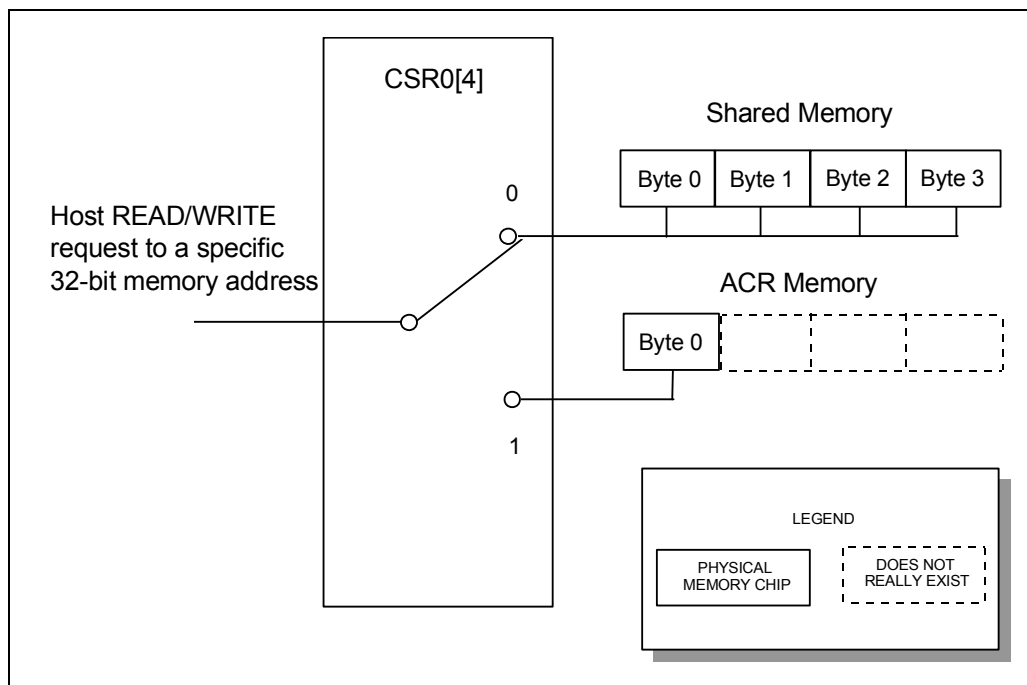 CSR0[4]
Shared Memory
Byte 0
Byte 1
Byte 2
Byte 3
0
Host READ/WRITE
request to a specific
32-bit memory address
ACR Memory
Byte 0
1
LEGEND
PHYSICAL
MEMORY CHIP
DOES NOT
REALLY EXIST